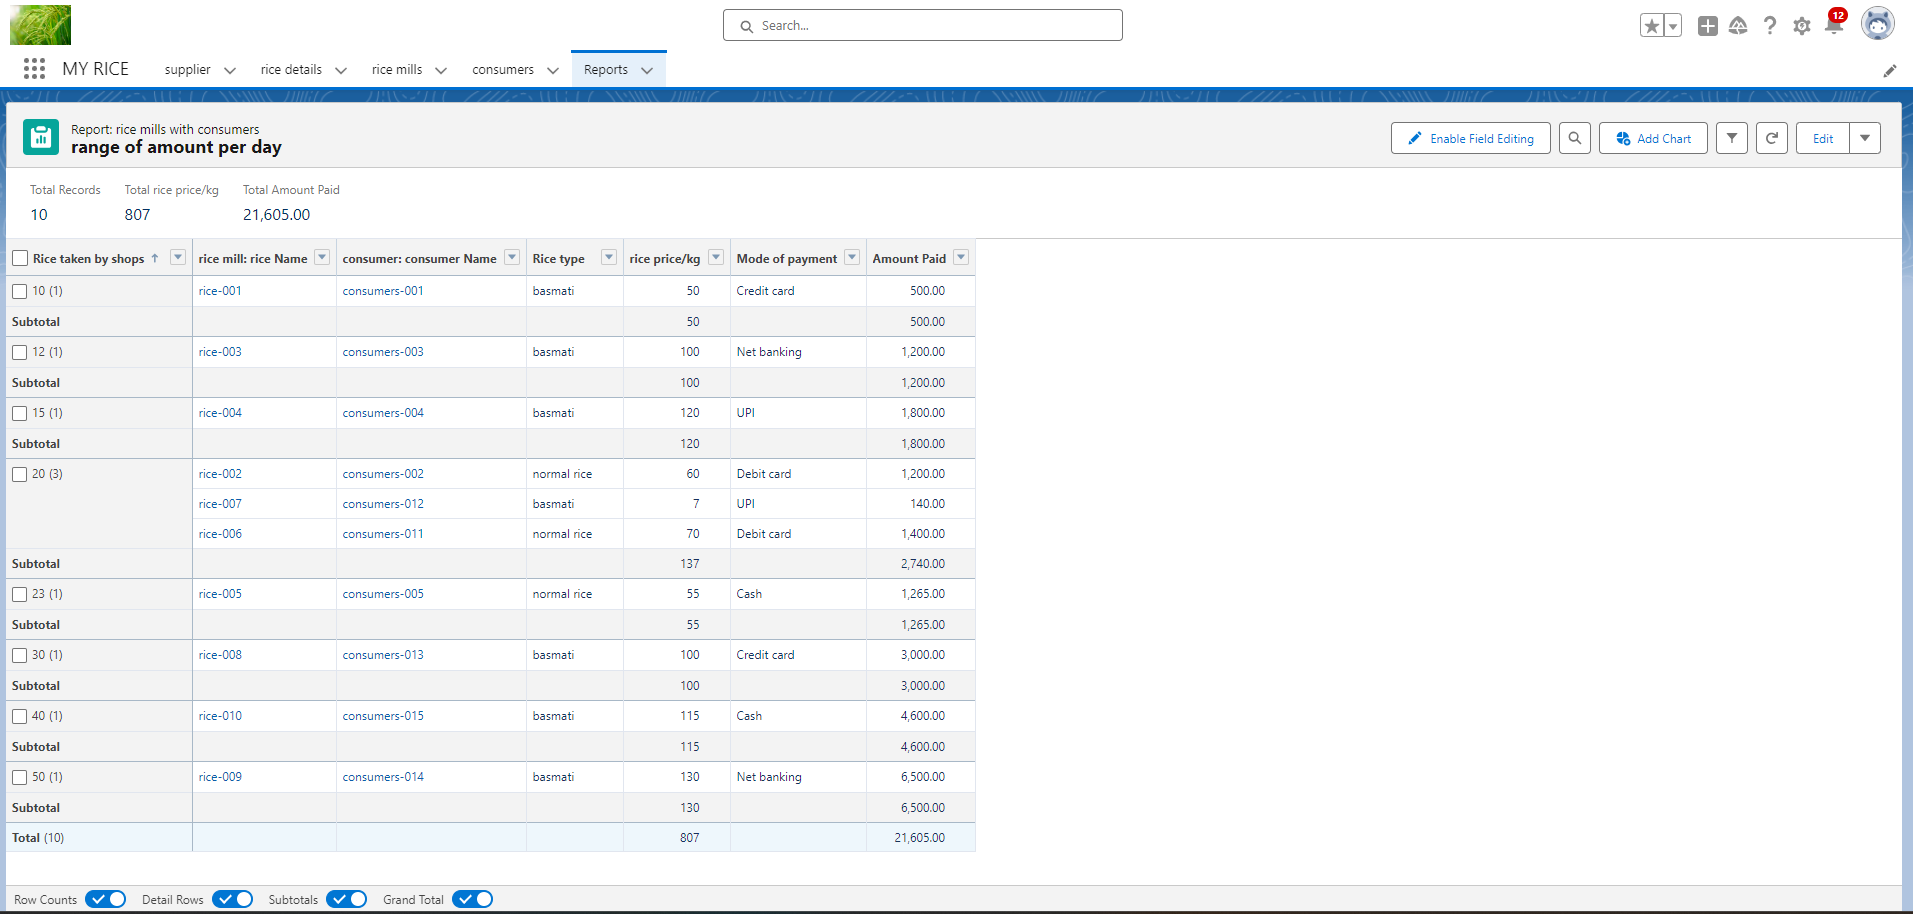 Search...
12
MY RICE supplier rice details rice mills consumers Reports
Report: rice mills with consumers
range of amount per day
Enable Field Editing Add Chart Edit
Total Records Total rice price/kg Total Amount Paid
10 807 21,605.00
Rice taken by shops ↑ rice mill: rice Name consumer: consumer Name Rice type rice price/kg Mode of payment Amount Paid
10 (1) rice-001 consumers-001 basmati 50 Credit card 500.00
Subtotal 50 500.00
12 (1) rice-003 consumers-003 basmati 100 Net banking 1,200.00
Subtotal 100 1,200.00
15 (1) rice-004 consumers-004 basmati 120 UPI 1,800.00
Subtotal 120 1,800.00
20 (3) rice-002 consumers-002 normal rice 60 Debit card 1,200.00
rice-007 consumers-012 basmati 7 UPI 140.00
rice-006 consumers-011 normal rice 70 Debit card 1,400.00
Subtotal 137 2,740.00
23 (1) rice-005 consumers-005 normal rice 55 Cash 1,265.00
Subtotal 55 1,265.00
30 (1) rice-008 consumers-013 basmati 100 Credit card 3,000.00
Subtotal 100 3,000.00
40 (1) rice-010 consumers-015 basmati 115 Cash 4,600.00
Subtotal 115 4,600.00
50 (1) rice-009 consumers-014 basmati 130 Net banking 6,500.00
Subtotal 130 6,500.00
Total (10) 807 21,605.00
Row Counts Detail Rows Subtotals Grand Total